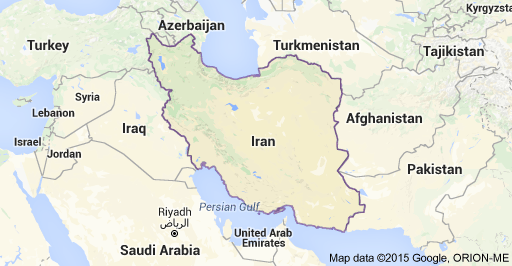 Kyrgyzstan
Azerbaijan
Turkey
Turkmenistan
Tajikistan
Syria
Lebanon
Afghanistan
Iraq
Iran
Israel
Jordan
Pakistan
Persian Gulf
Riyadh
الرياض
United Arab
Emirates
Saudi Arabia
Map data ©2015 Google, ORION-ME